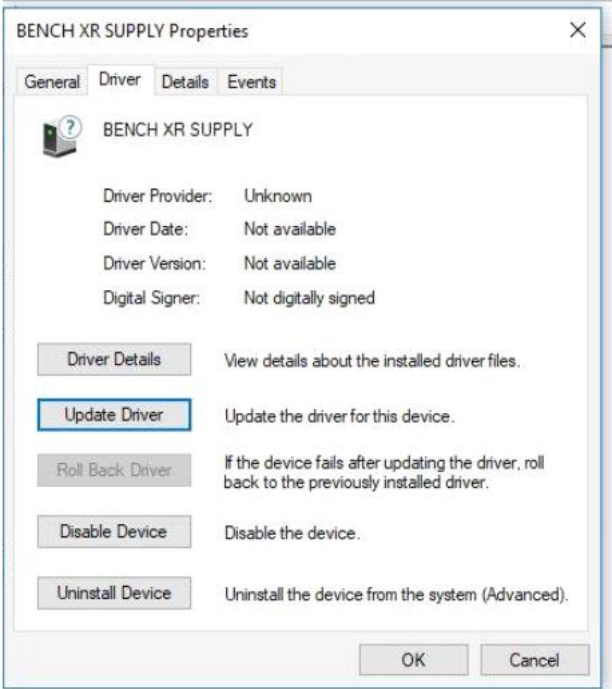 BENCH XR SUPPLY Properties
General Driver Details Events
BENCH XR SUPPLY
Driver Provider: Unknown
Driver Date: Not available
Driver Version: Not available
Digital Signer: Not digitally signed
Driver Details View details about the installed driver files.
Update Driver Update the driver for this device.
Roll Back Driver If the device fails after updating the driver, roll
back to the previously installed driver.
Disable Device Disable the device.
Uninstall Device Uninstall the device from the system (Advanced).
OK Cancel